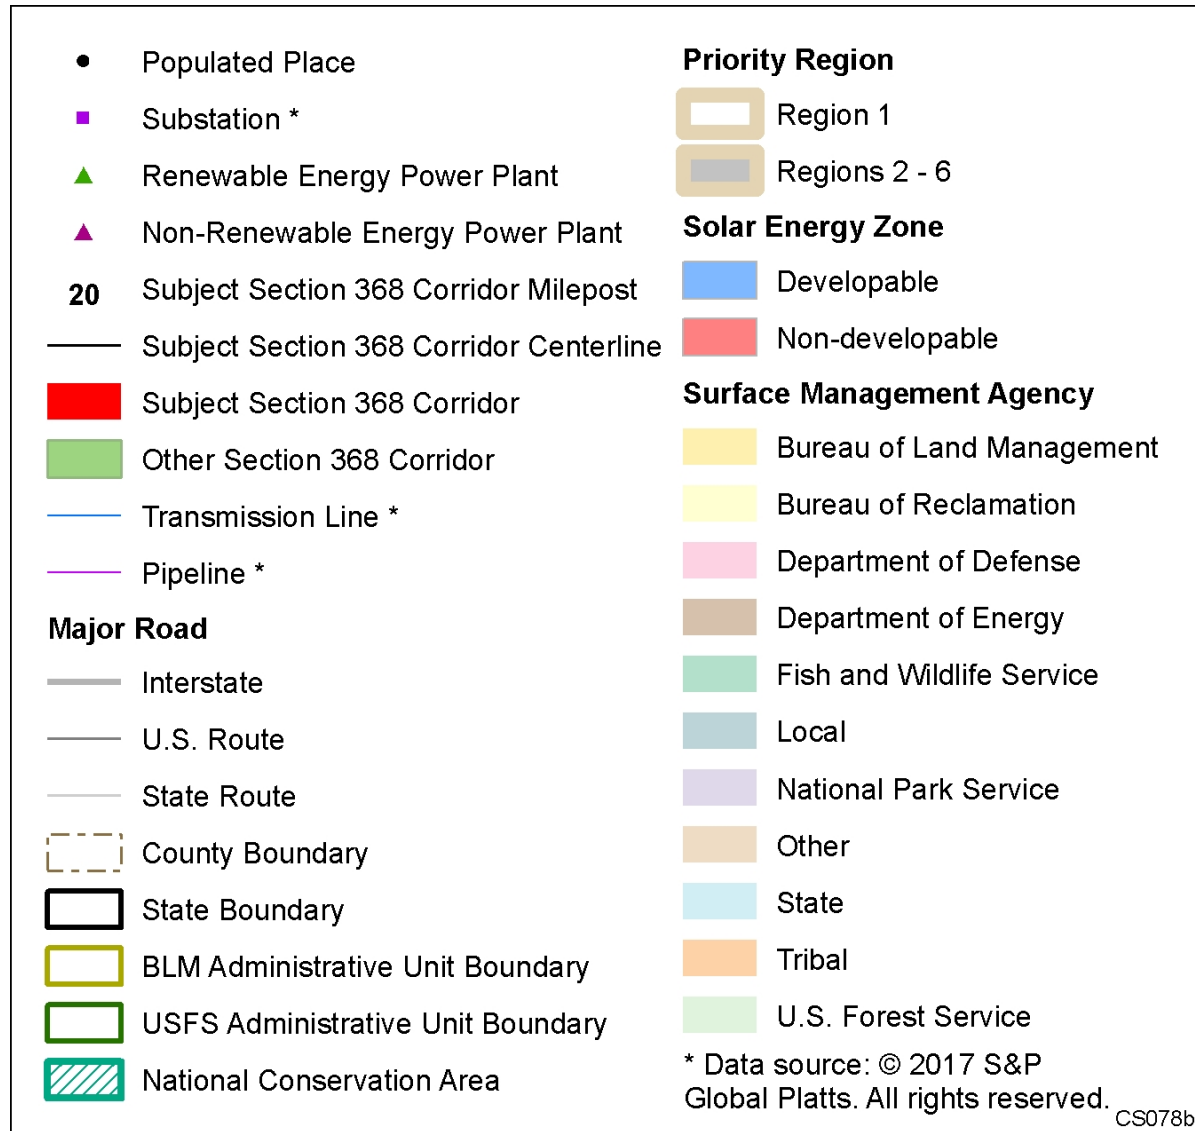 Populated Place
Substation *
Renewable Energy Power Plant
Non-Renewable Energy Power Plant
20 Subject Section 368 Corridor Milepost
Subject Section 368 Corridor Centerline
Subject Section 368 Corridor
Other Section 368 Corridor
Transmission Line *
Pipeline *
Major Road
Interstate
U.S. Route
State Route
County Boundary
State Boundary
BLM Administrative Unit Boundary
USFS Administrative Unit Boundary
National Conservation Area
Priority Region
Region 1
Regions 2 - 6
Solar Energy Zone
Developable
Non-developable
Surface Management Agency
Bureau of Land Management
Bureau of Reclamation
Department of Defense
Department of Energy
Fish and Wildlife Service
Local
National Park Service
Other
State
Tribal
U.S. Forest Service
* Data source: © 2017 S&P
Global Platts. All rights reserved.
CS078b